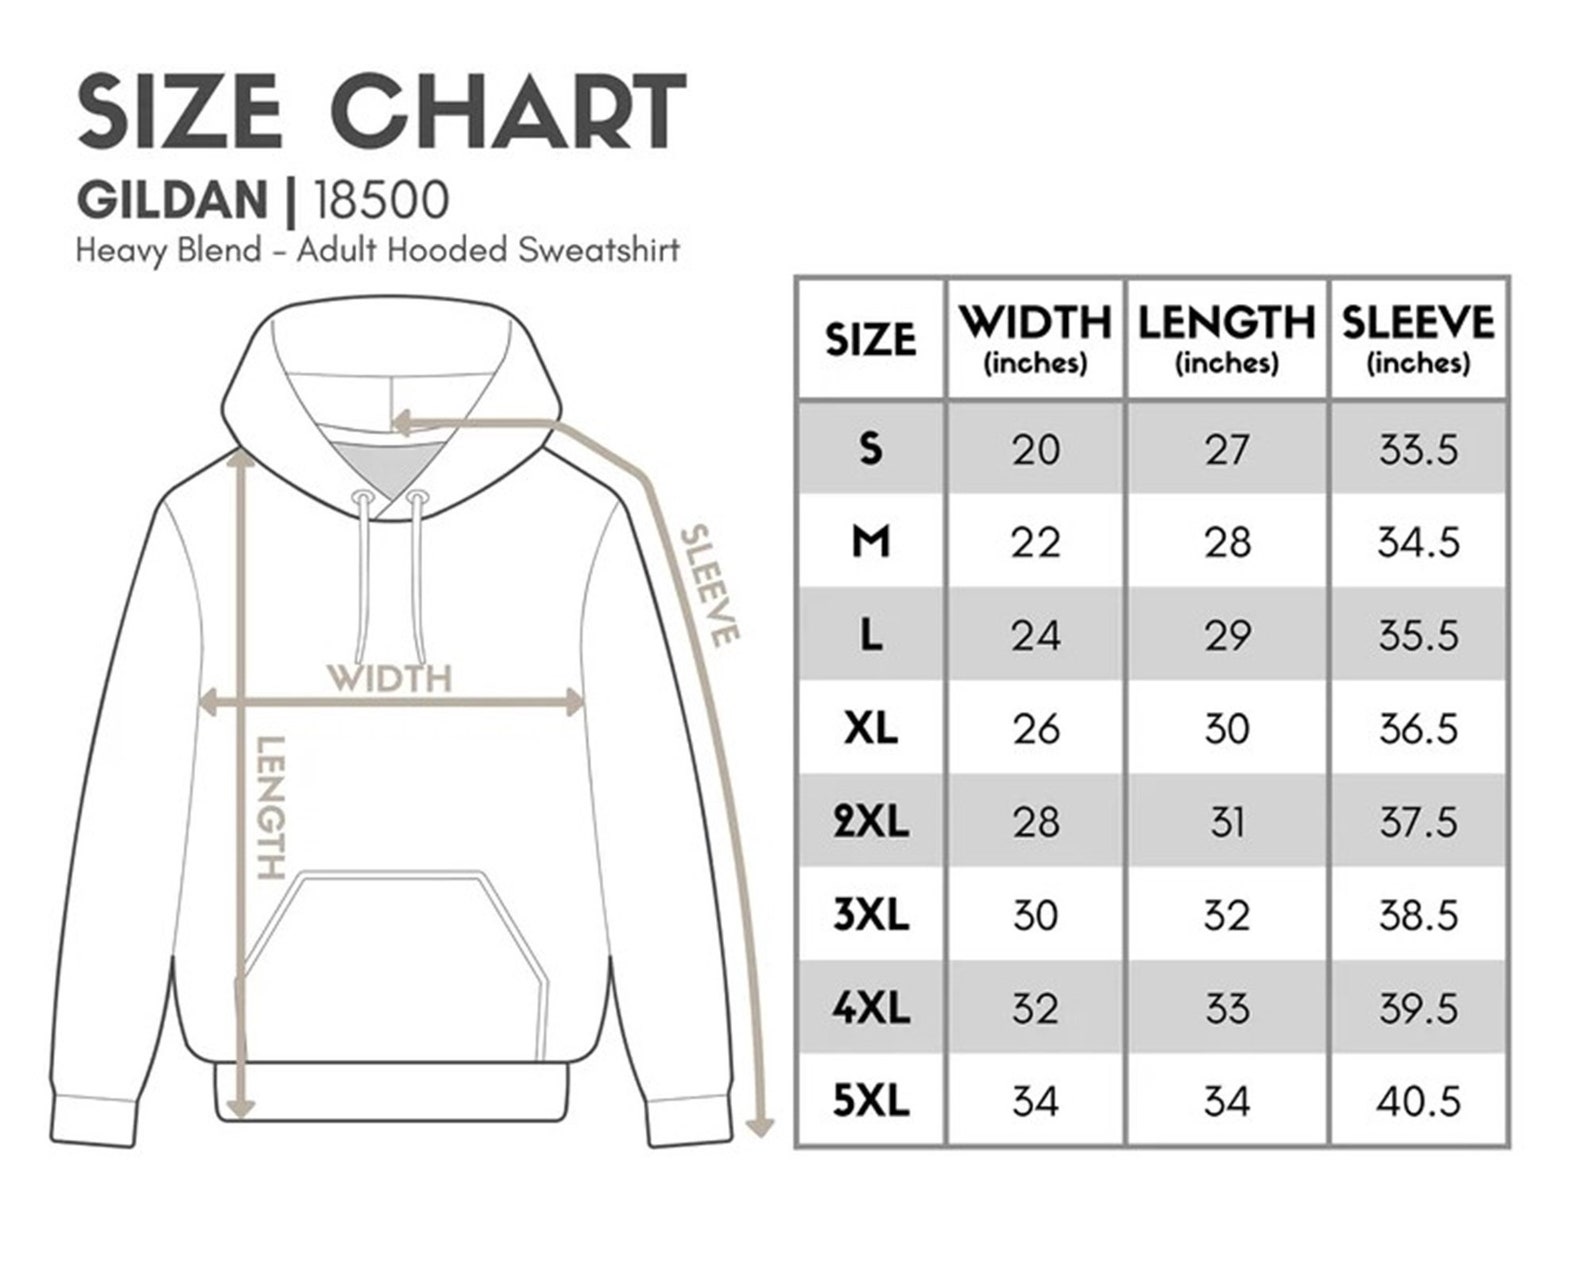 SIZE CHART
GILDAN | 18500
Heavy Blend - Adult Hooded Sweatshirt
SLEEVE
WIDTH
LENGTH
SIZE WIDTH (inches) LENGTH (inches) SLEEVE (inches)
S 20 27 33.5
M 22 28 34.5
L 24 29 35.5
XL 26 30 36.5
2XL 28 31 37.5
3XL 30 32 38.5
4XL 32 33 39.5
5XL 34 34 40.5